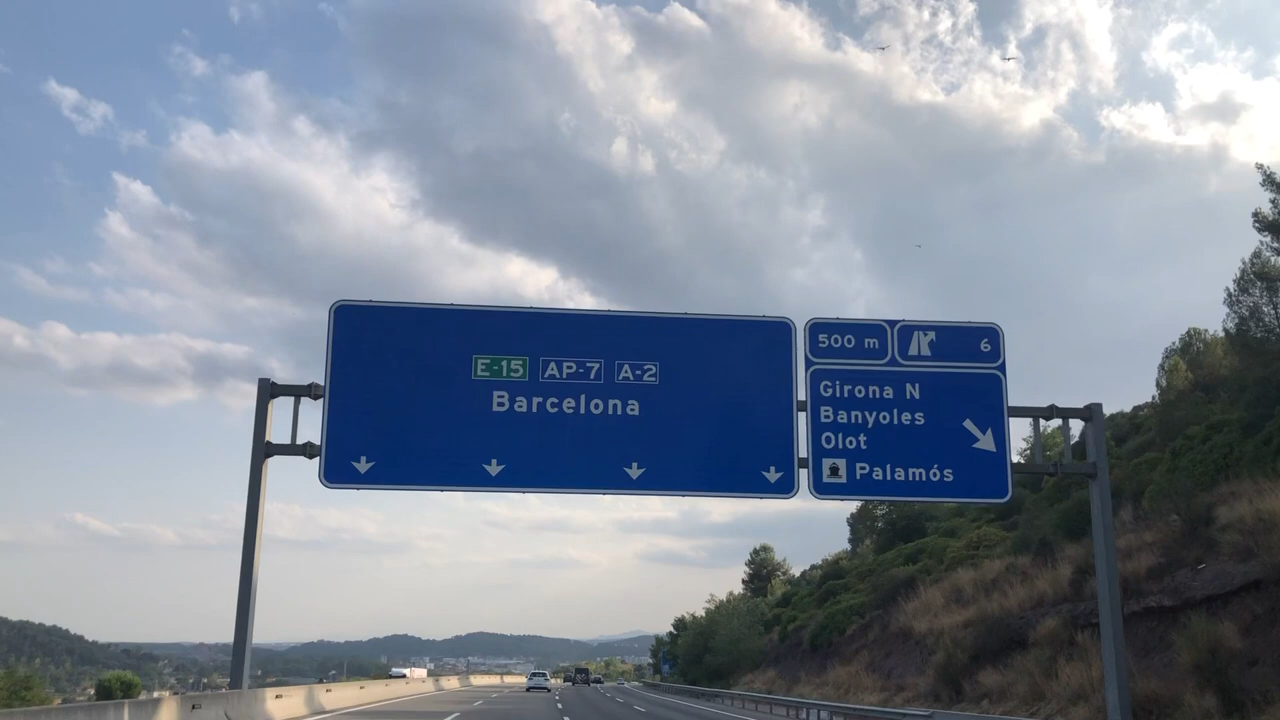 E-15 AP-7 A-2
Barcelona
500 m 6
Girona N
Banyoles
Olot
Palamós